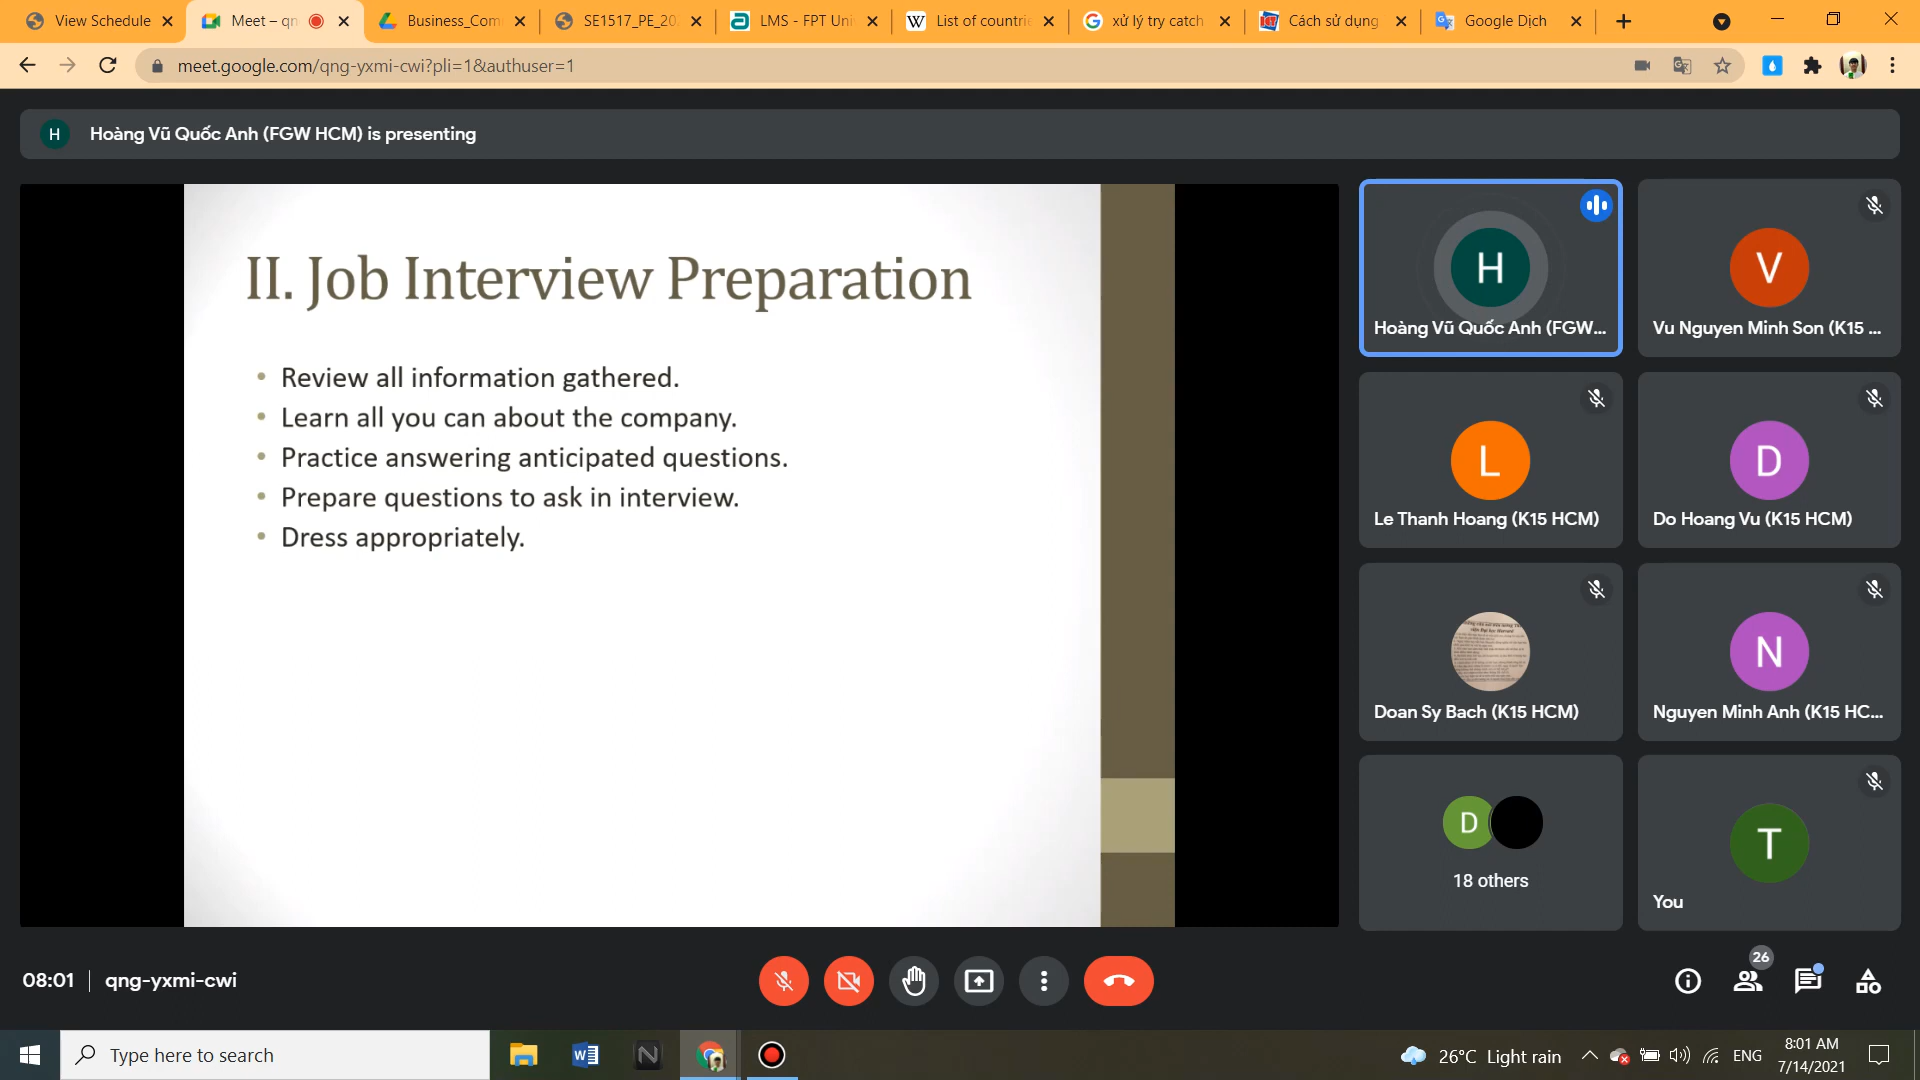 View Schedule
Meet – qn
Business_Com
SE1517_PE_20
LMS - FPT Uni
List of countrie
xử lý try catch
Cách sử dụng
Google Dịch
meet.google.com/qng-yxmi-cwi?pli=1&authuser=1
H
Hoàng Vũ Quốc Anh (FGW HCM) is presenting
II. Job Interview Preparation
• Review all information gathered.
• Learn all you can about the company.
• Practice answering anticipated questions.
• Prepare questions to ask in interview.
• Dress appropriately.
H
Hoàng Vũ Quốc Anh (FGW...
V
Vu Nguyen Minh Son (K15 ...
L
Le Thanh Hoang (K15 HCM)
D
Do Hoang Vu (K15 HCM)
Doan Sy Bach (K15 HCM)
N
Nguyen Minh Anh (K15 HC...
D
18 others
T
You
08:01 | qng-yxmi-cwi
26
Type here to search
26°C Light rain
ENG
8:01 AM
7/14/2021